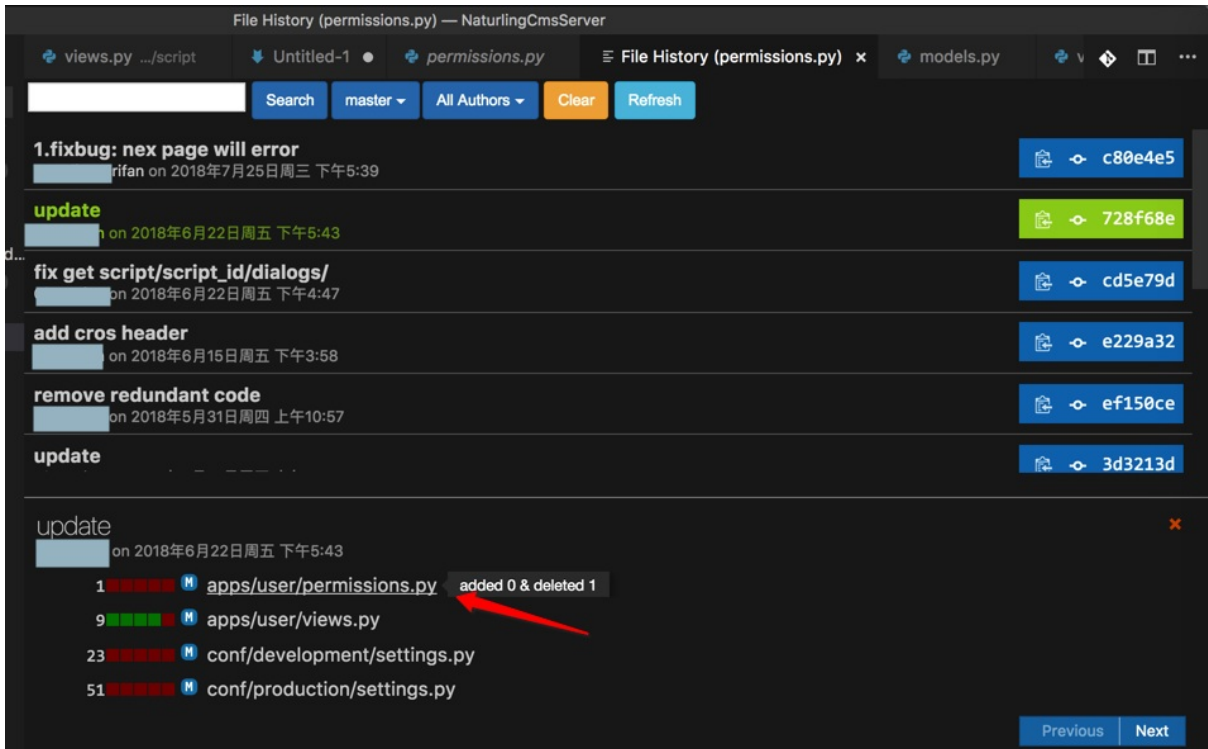 File History (permissions.py) — NaturlingCmsServer
views.py .../script Untitled-1 permissions.py File History (permissions.py) × models.py v
Search master All Authors Clear Refresh
1.fixbug: nex page will error c80e4e5
rifan on 2018年7月25日周三 下午5:39
update 728f68e
on 2018年6月22日周五 下午5:43
d...
fix get script/script_id/dialogs/ cd5e79d
on 2018年6月22日周五 下午4:47
add cros header e229a32
on 2018年6月15日周五 下午3:58
remove redundant code ef150ce
on 2018年5月31日周四 上午10:57
update 3d3213d
update
on 2018年6月22日周五 下午5:43
1 M apps/user/permissions.py added 0 & deleted 1
9 M apps/user/views.py
23 M conf/development/settings.py
51 M conf/production/settings.py
Previous Next